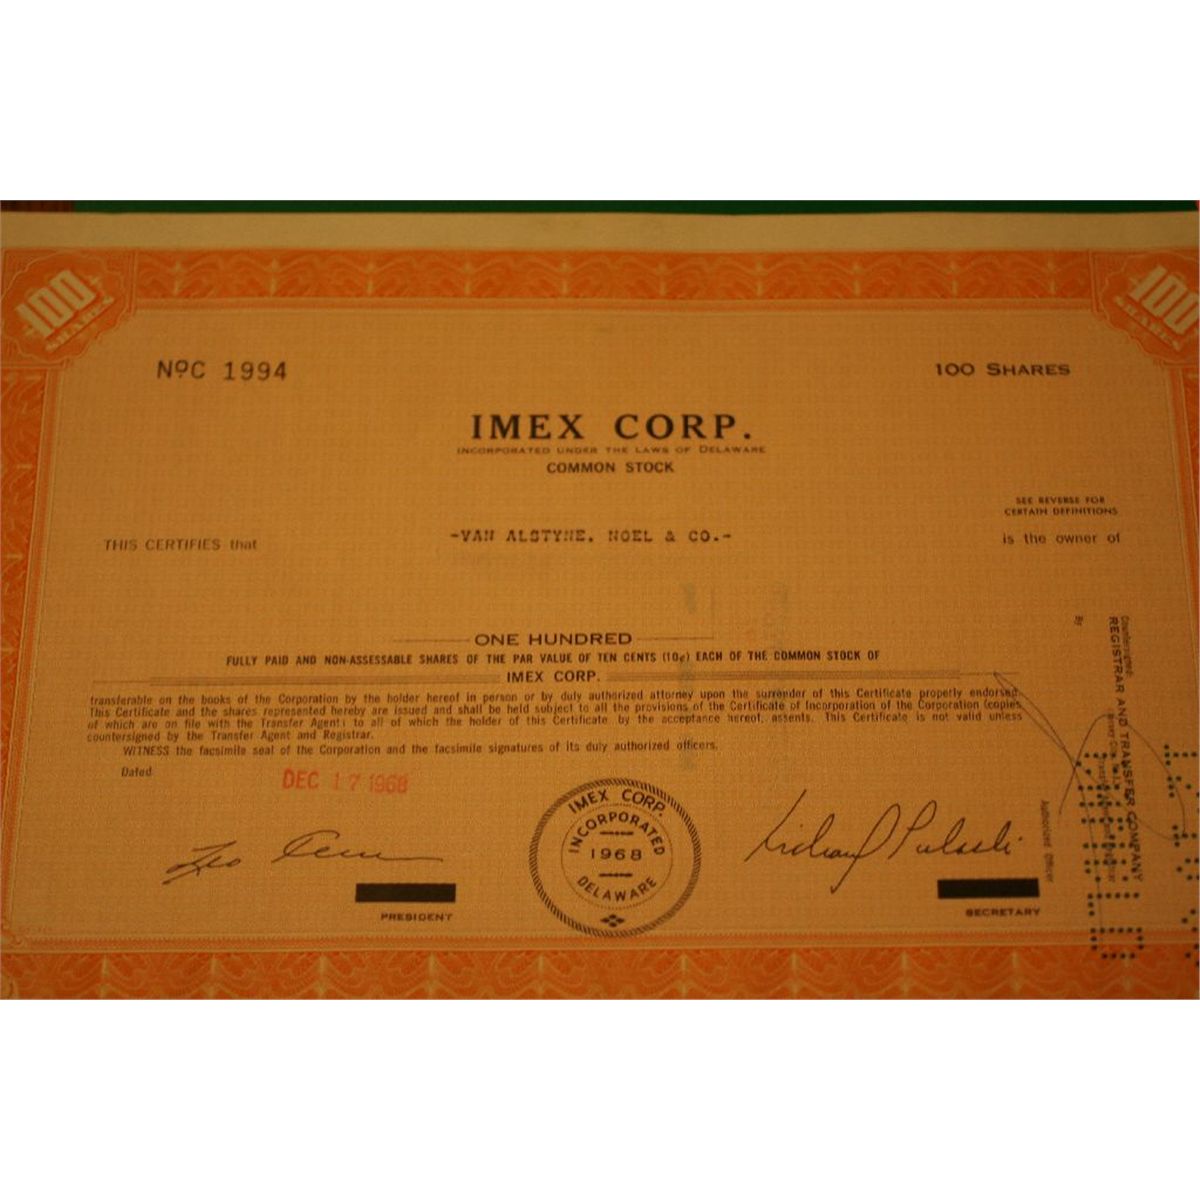 100
SHARES
100
SHARES
NºC 1994
100 SHARES
IMEX CORP.
INCORPORATED UNDER THE LAWS OF DELAWARE
COMMON STOCK
SEE REVERSE FOR
CERTAIN DEFINITIONS
THIS CERTIFIES that
-VAN ALSTYNE, NOEL & CO.-
is the owner of
ONE HUNDRED
FULLY PAID AND NON-ASSESSABLE SHARES OF THE PAR VALUE OF TEN CENTS (10¢) EACH OF THE COMMON STOCK OF
IMEX CORP.
transferable on the books of the Corporation by the holder hereof in person or by duly authorized attorney upon the surrender of this Certificate properly endorsed.
This Certificate and the shares represented hereby are issued and shall be held subject to all the provisions of the Certificate of Incorporation of the Corporation (copies
of which are on file with the Transfer Agent) to all of which the holder of this Certificate by the acceptance hereof, assents. This Certificate is not valid unless
countersigned by the Transfer Agent and Registrar.
WITNESS the facsimile seal of the Corporation and the facsimile signatures of its duly authorized officers.
Dated
DEC 17 1968
IMEX CORP.
INCORPORATED
1968
DELAWARE
Leo
PRESIDENT
Pulaski
SECRETARY
Countersigned:
REGISTRAR AND TRANSFER COMPANY
By
Authorized Officer